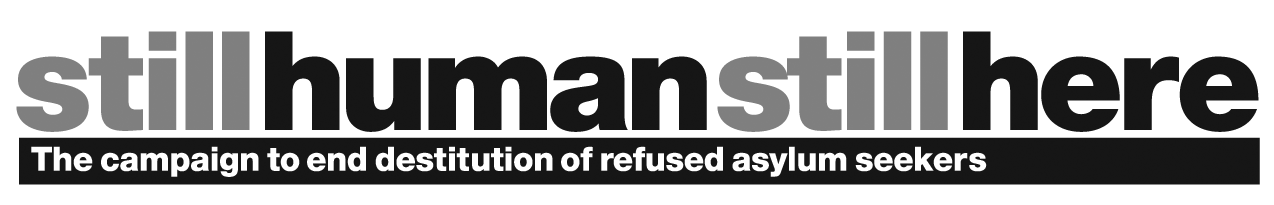 stillhumanstillhere
The campaign to end destitution of refused asylum seekers